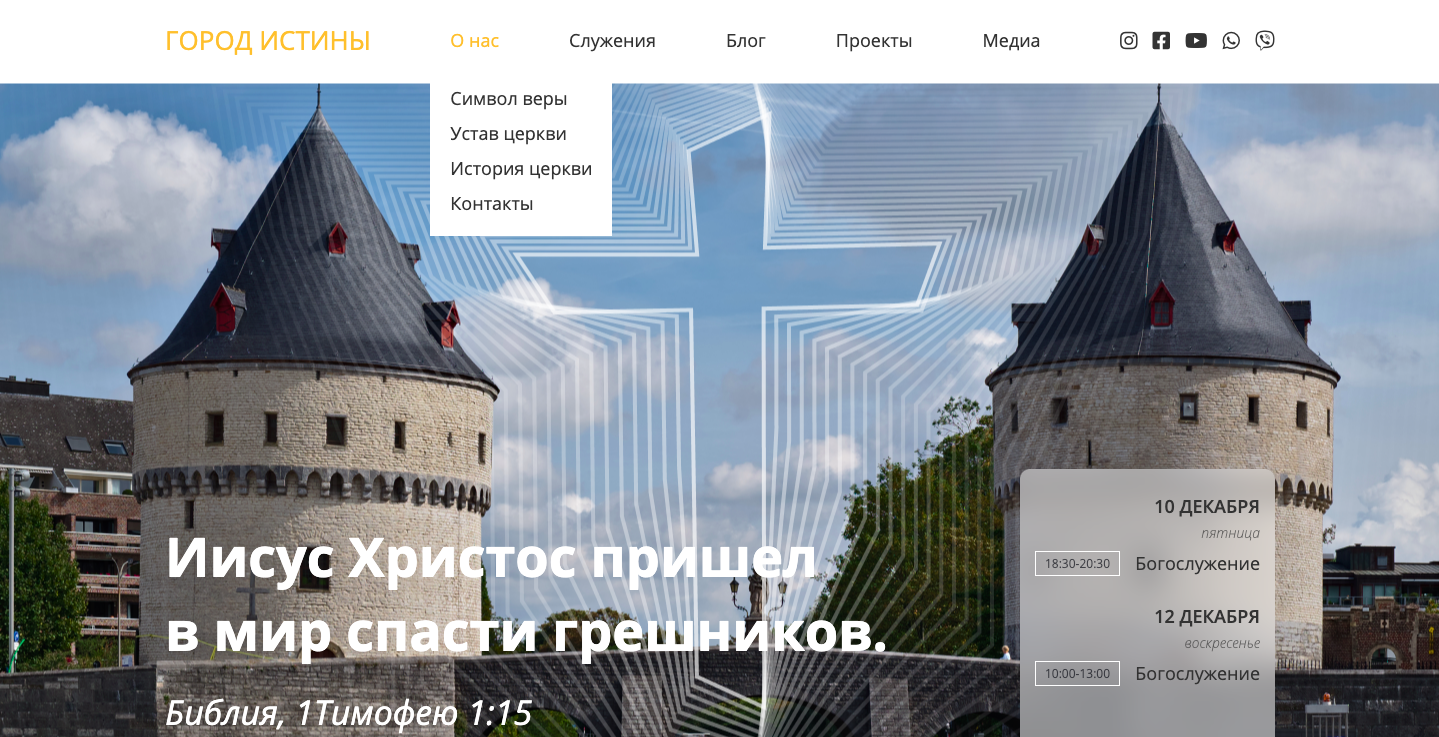 ГОРОД ИСТИНЫ
О нас
Служения
Блог
Проекты
Медиа
Символ веры
Устав церкви
История церкви
Контакты
Иисус Христос пришел
в мир спасти грешников.
Библия, 1Тимофею 1:15
10 ДЕКАБРЯ
пятница
18:30-20:30 Богослужение
12 ДЕКАБРЯ
воскресенье
10:00-13:00 Богослужение